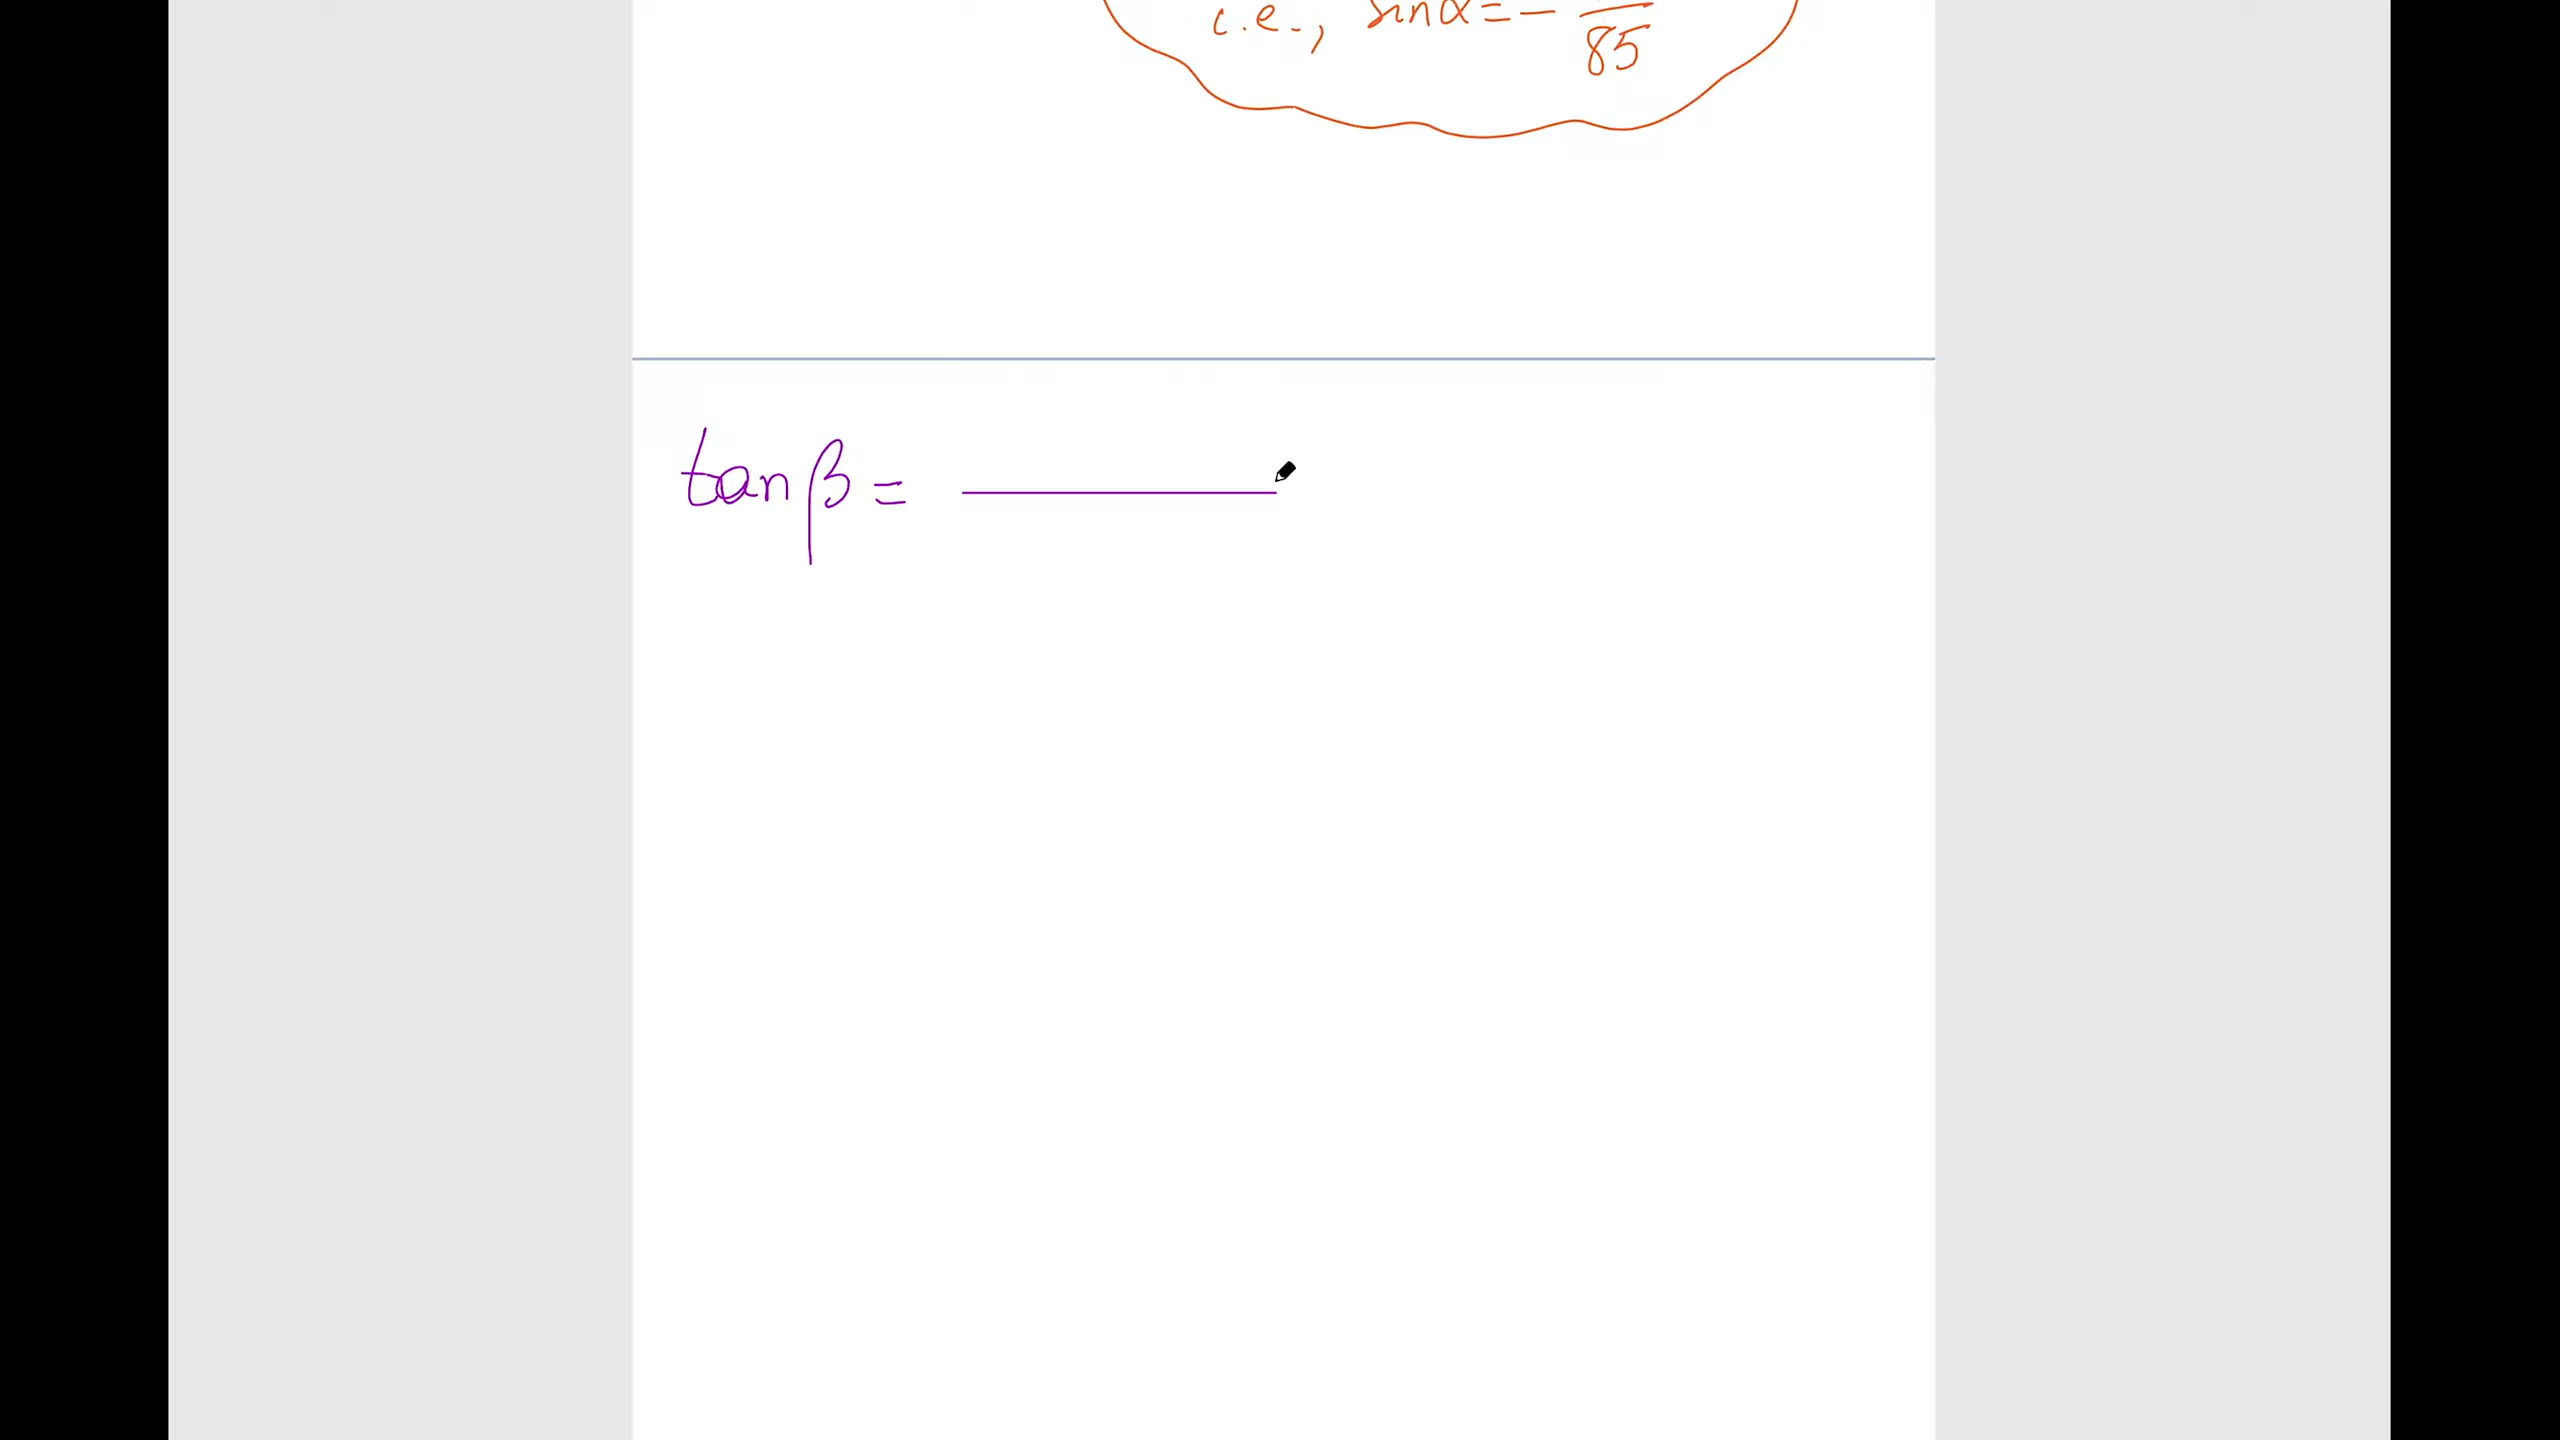 i.e., sinα = - /85
tanβ =